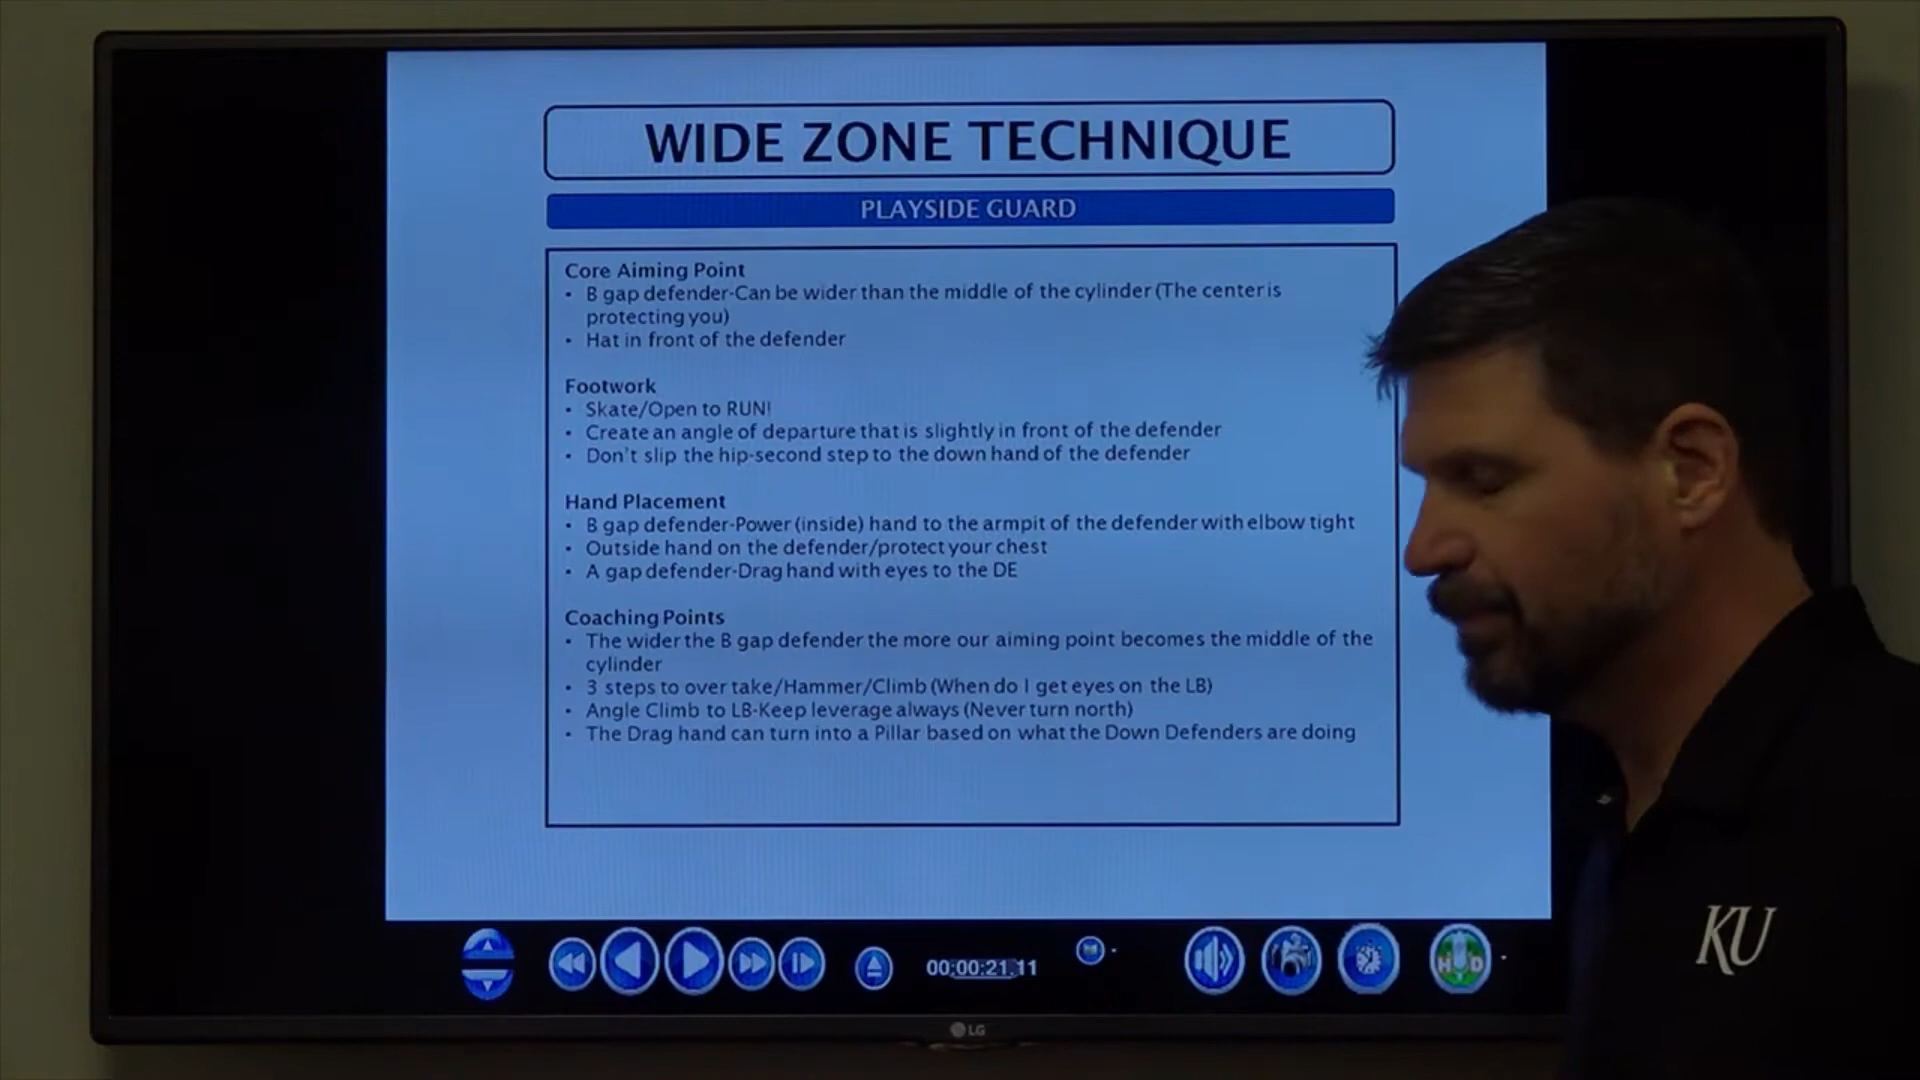 WIDE ZONE TECHNIQUE
PLAYSIDE GUARD
Core Aiming Point
• B gap defender-Can be wider than the middle of the cylinder (The center is
protecting you)
• Hat in front of the defender
Footwork
• Skate/Open to RUN!
• Create an angle of departure that is slightly in front of the defender
• Don't slip the hip-second step to the down hand of the defender
Hand Placement
• B gap defender-Power (inside) hand to the armpit of the defender with elbow tight
• Outside hand on the defender/protect your chest
• A gap defender-Drag hand with eyes to the DE
Coaching Points
• The wider the B gap defender the more our aiming point becomes the middle of the
cylinder
• 3 steps to over take/Hammer/Climb (When do I get eyes on the LB)
• Angle Climb to LB-Keep leverage always (Never turn north)
• The Drag hand can turn into a Pillar based on what the Down Defenders are doing
00:00:21.11
HD
LG
KU